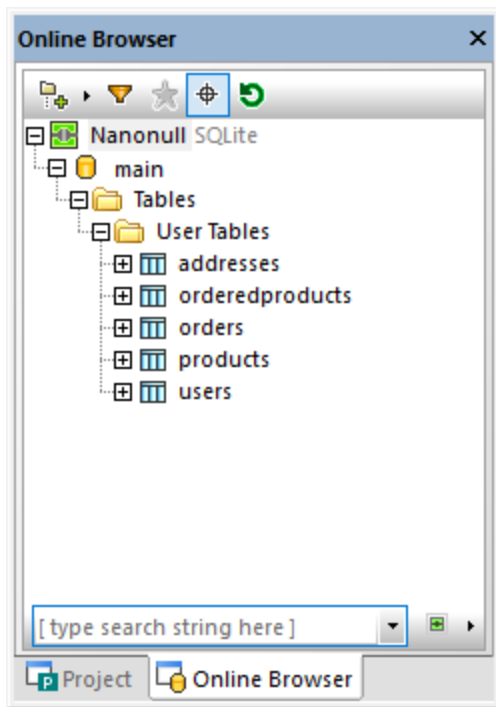 Online Browser
Nanonull SQLite
main
Tables
User Tables
addresses
orderedproducts
orders
products
users
[ type search string here ]
Project Online Browser